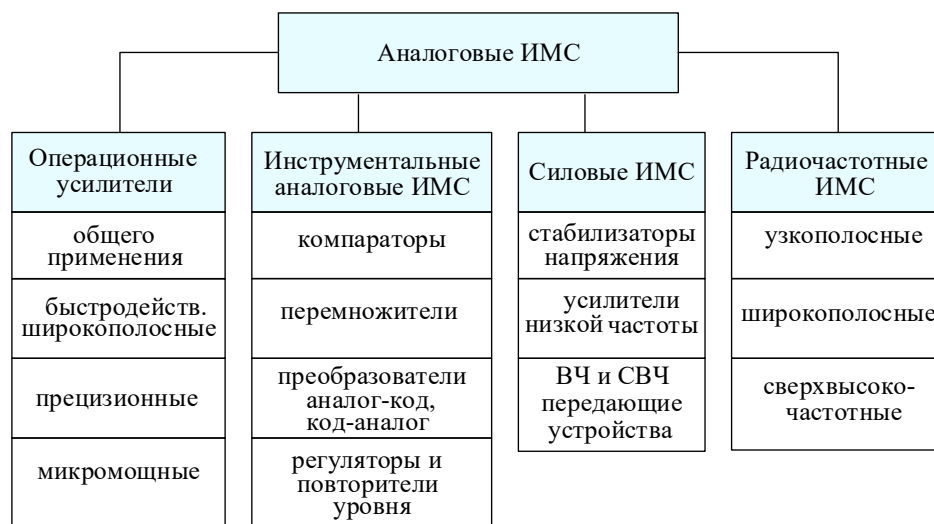 Аналоговые ИМС
Операционные
усилители
общего
применения
быстродейств.
широкополосные
прецизионные
микромощные
Инструментальные
аналоговые ИМС
компараторы
перемножители
преобразователи
аналог-код,
код-аналог
регуляторы и
повторители
уровня
Силовые ИМС
стабилизаторы
напряжения
усилители
низкой частоты
ВЧ и СВЧ
передающие
устройства
Радиочастотные
ИМС
узкополосные
широкополосные
сверхвысоко-
частотные